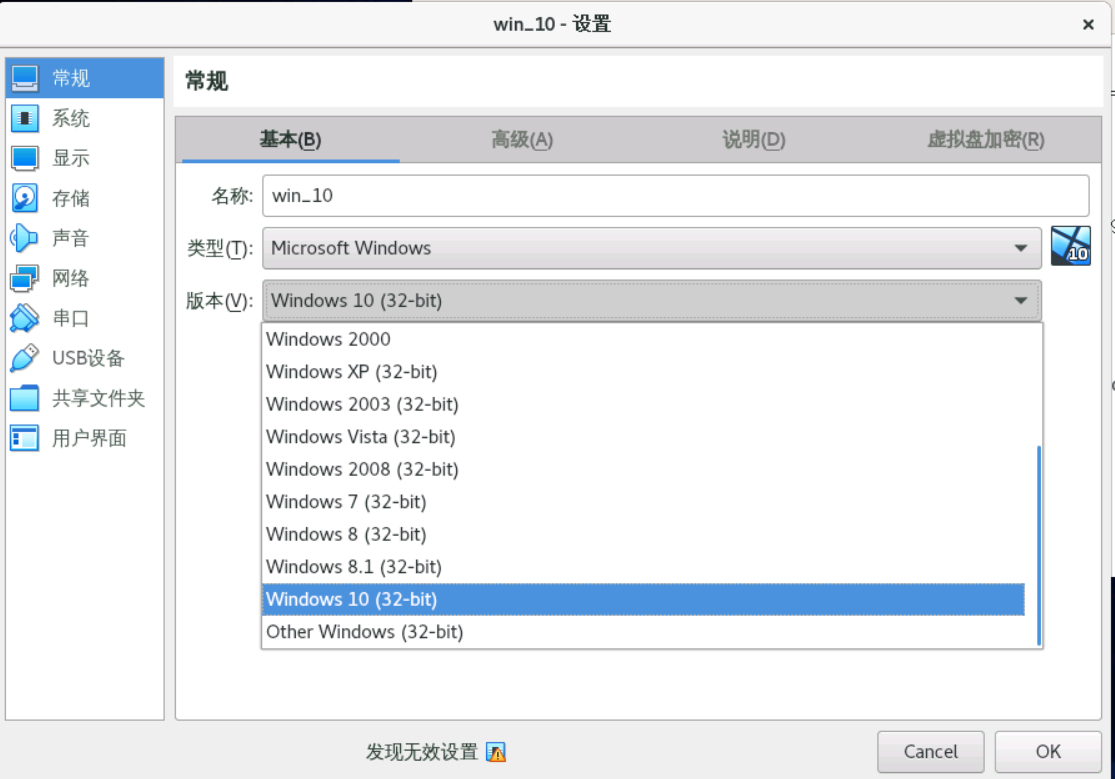 win_10 - 设置
常规
系统
显示
存储
声音
网络
串口
USB设备
共享文件夹
用户界面
常规
基本(B) 高级(A) 说明(D) 虚拟盘加密(R)
名称: win_10
类型(T): Microsoft Windows
10
版本(V): Windows 10 (32-bit)
Windows 2000
Windows XP (32-bit)
Windows 2003 (32-bit)
Windows Vista (32-bit)
Windows 2008 (32-bit)
Windows 7 (32-bit)
Windows 8 (32-bit)
Windows 8.1 (32-bit)
Windows 10 (32-bit)
Other Windows (32-bit)
发现无效设置
Cancel OK